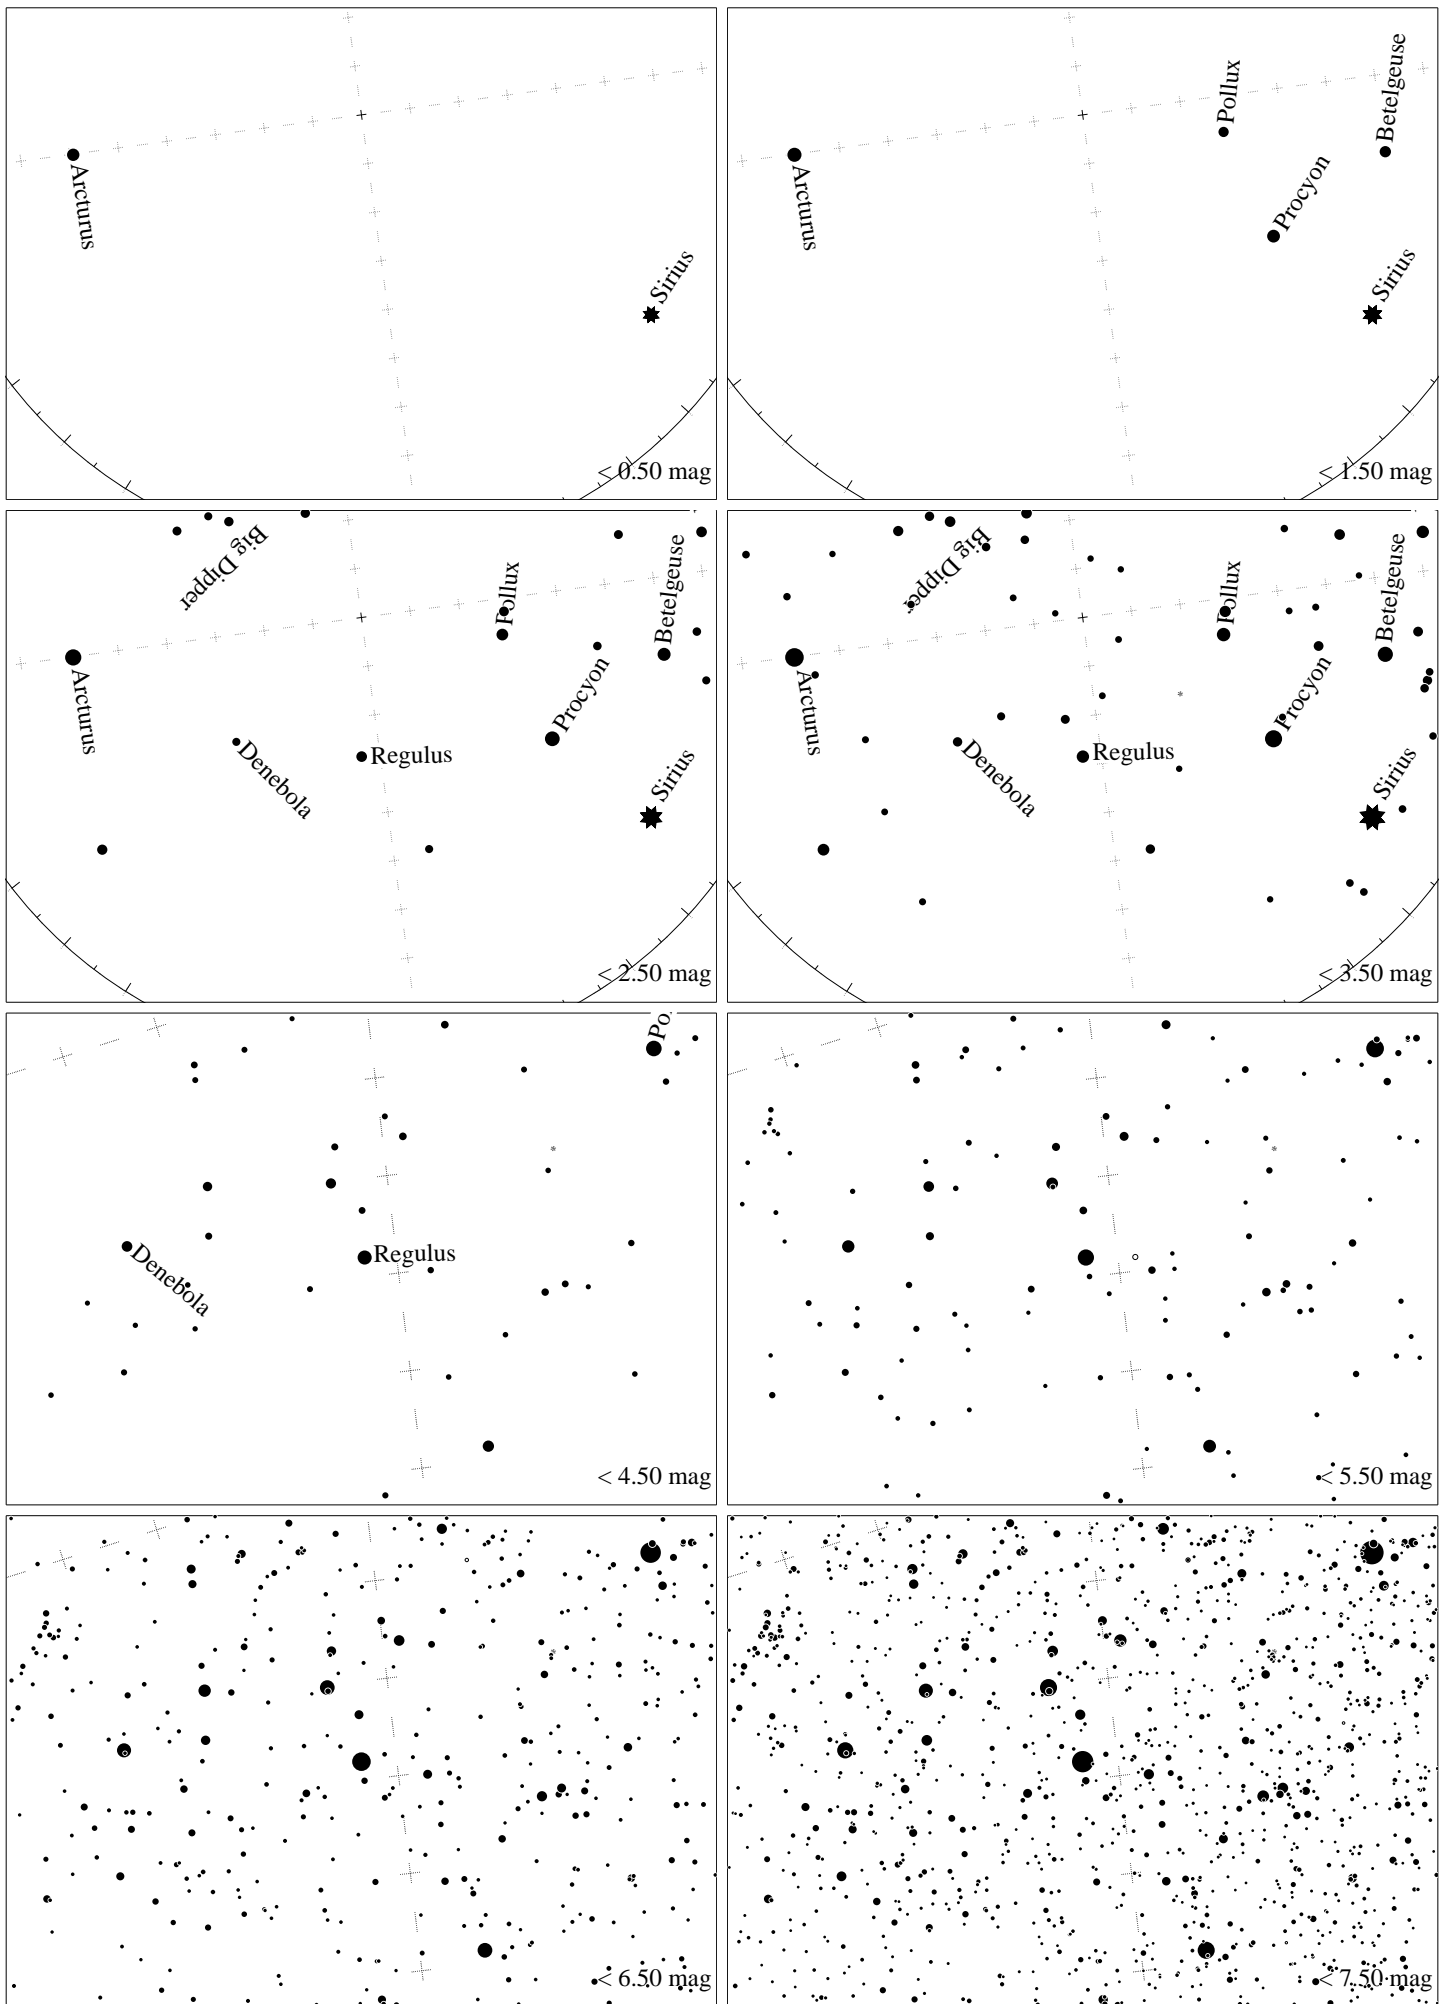 Arcturus
Sirius
< 0.50 mag
Pollux
Betelgeuse
Procyon
Arcturus
Sirius
< 1.50 mag
Big Dipper
Pollux
Betelgeuse
Procyon
Arcturus
Denebola
Regulus
Sirius
< 2.50 mag
Big Dipper
Pollux
Betelgeuse
Procyon
Arcturus
Denebola
Regulus
Sirius
< 3.50 mag
Po
Denebola
Regulus
< 4.50 mag
< 5.50 mag
< 6.50 mag
< 7.50 mag